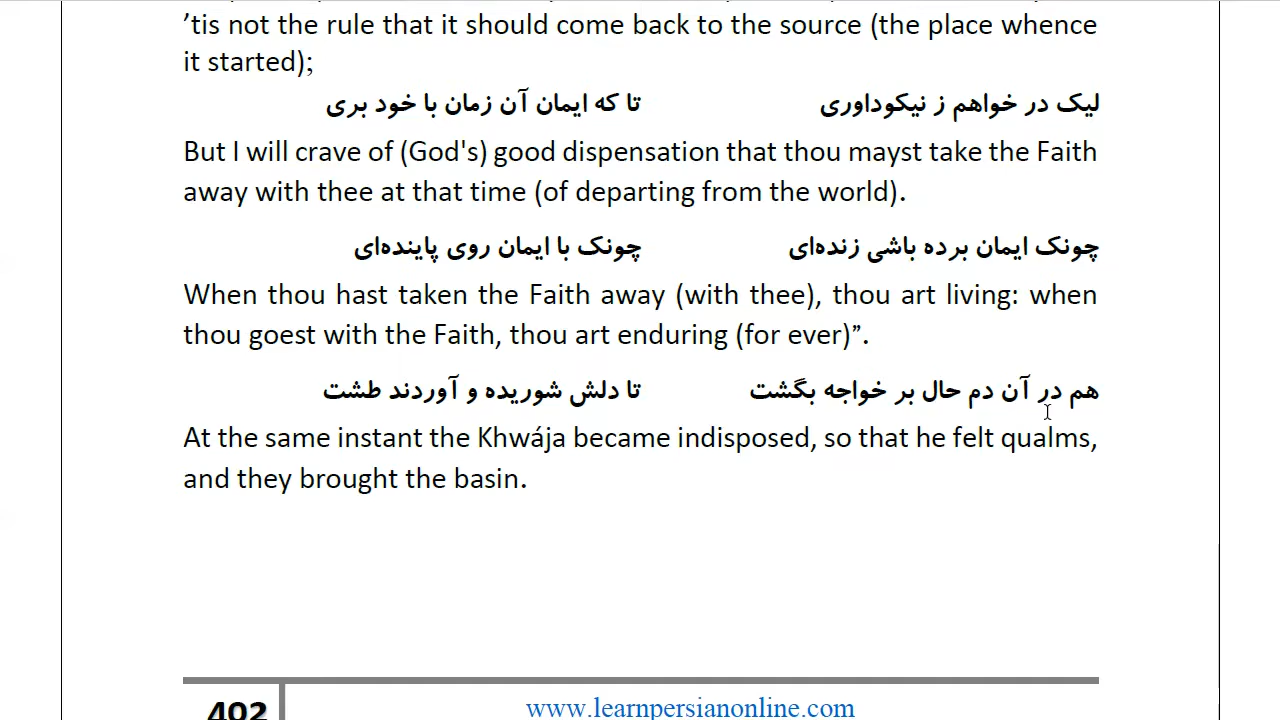 ’tis not the rule that it should come back to the source (the place whence
it started);
لیک در خواهم ز نیکوداوری تا که ایمان آن زمان با خود بری
But I will crave of (God's) good dispensation that thou mayst take the Faith
away with thee at that time (of departing from the world).
چونک ایمان برده باشی زنده‌ای چونک با ایمان روی پاینده‌ای
When thou hast taken the Faith away (with thee), thou art living: when
thou goest with the Faith, thou art enduring (for ever)”.
هم در آن دم حال بر خواجه بگشت تا دلش شوریده و آوردند طشت
At the same instant the Khwája became indisposed, so that he felt qualms,
and they brought the basin.
402 www.learnpersianonline.com